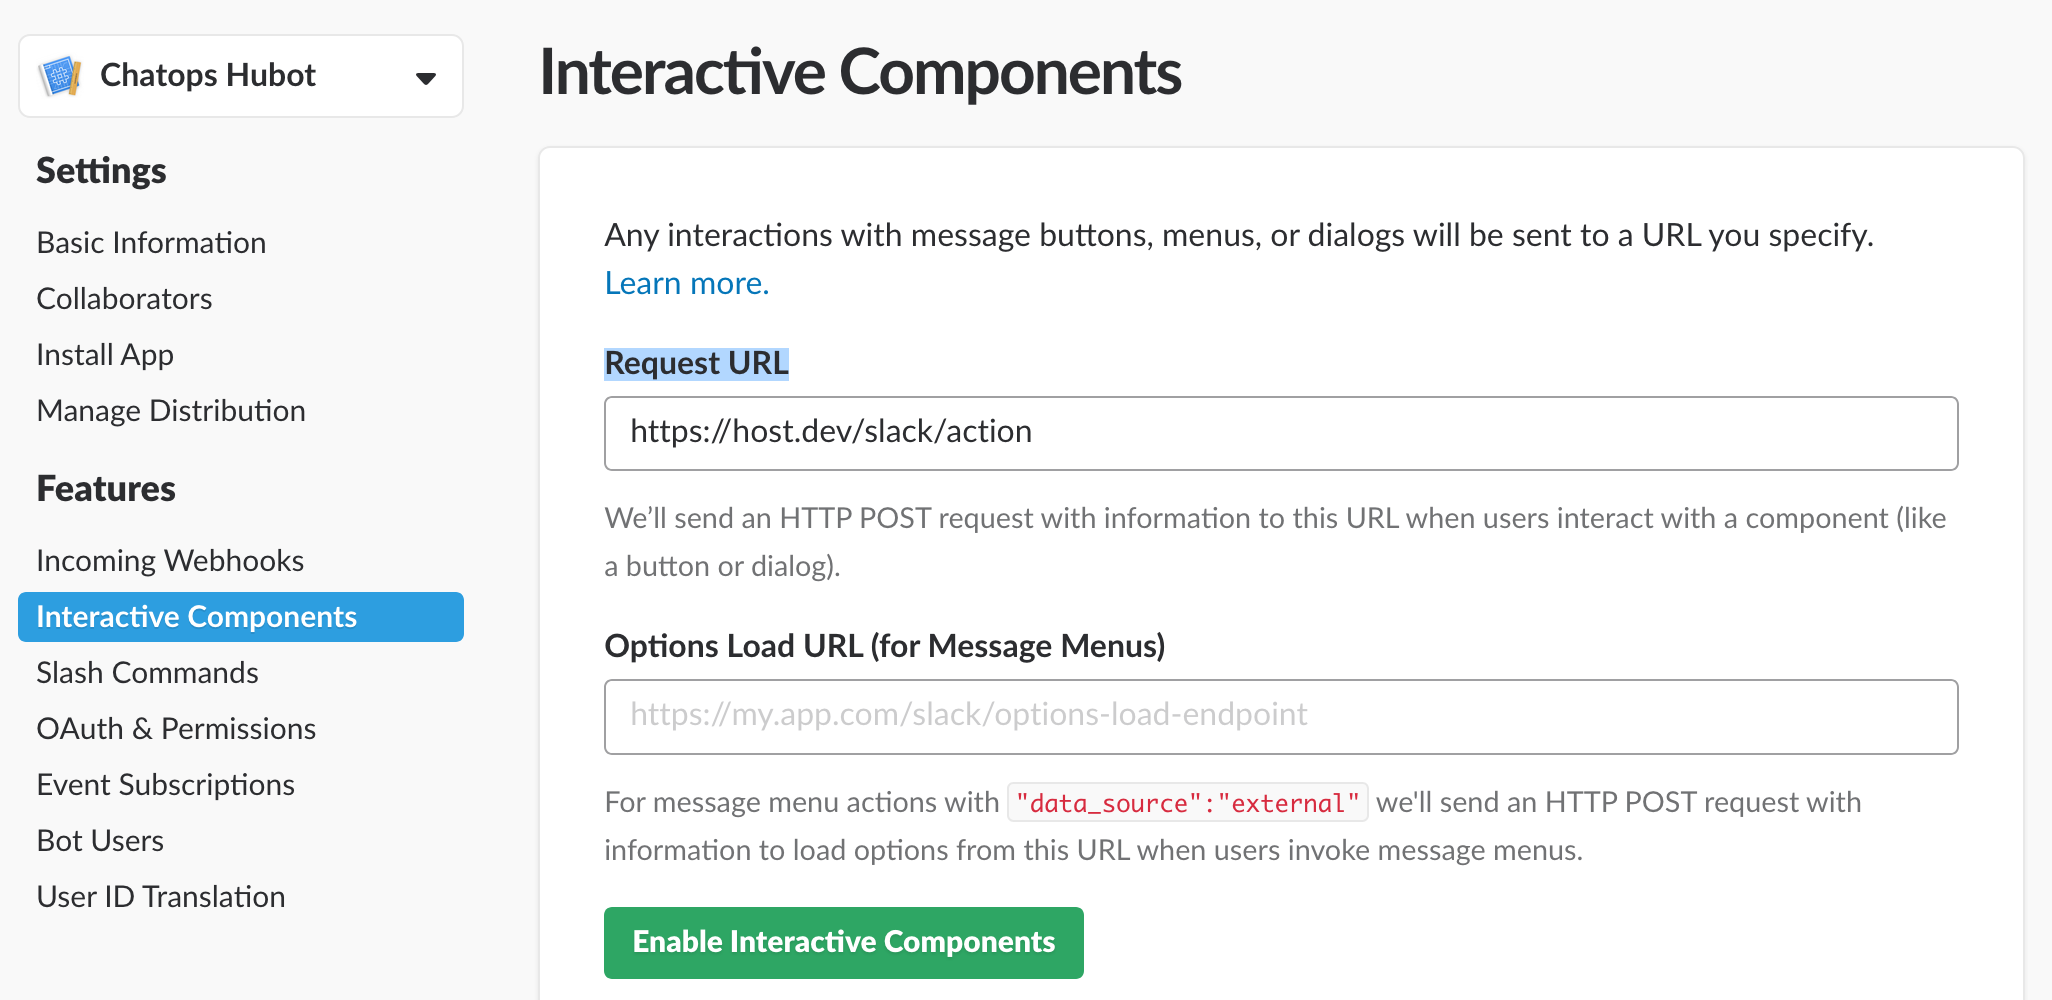 Chatops Hubot
Settings
Basic Information
Collaborators
Install App
Manage Distribution
Features
Incoming Webhooks
Interactive Components
Slash Commands
OAuth & Permissions
Event Subscriptions
Bot Users
User ID Translation
Interactive Components
Any interactions with message buttons, menus, or dialogs will be sent to a URL you specify.
Learn more.
Request URL
https://host.dev/slack/action
We’ll send an HTTP POST request with information to this URL when users interact with a component (like
a button or dialog).
Options Load URL (for Message Menus)
https://my.app.com/slack/options-load-endpoint
For message menu actions with "data_source":"external" we'll send an HTTP POST request with
information to load options from this URL when users invoke message menus.
Enable Interactive Components